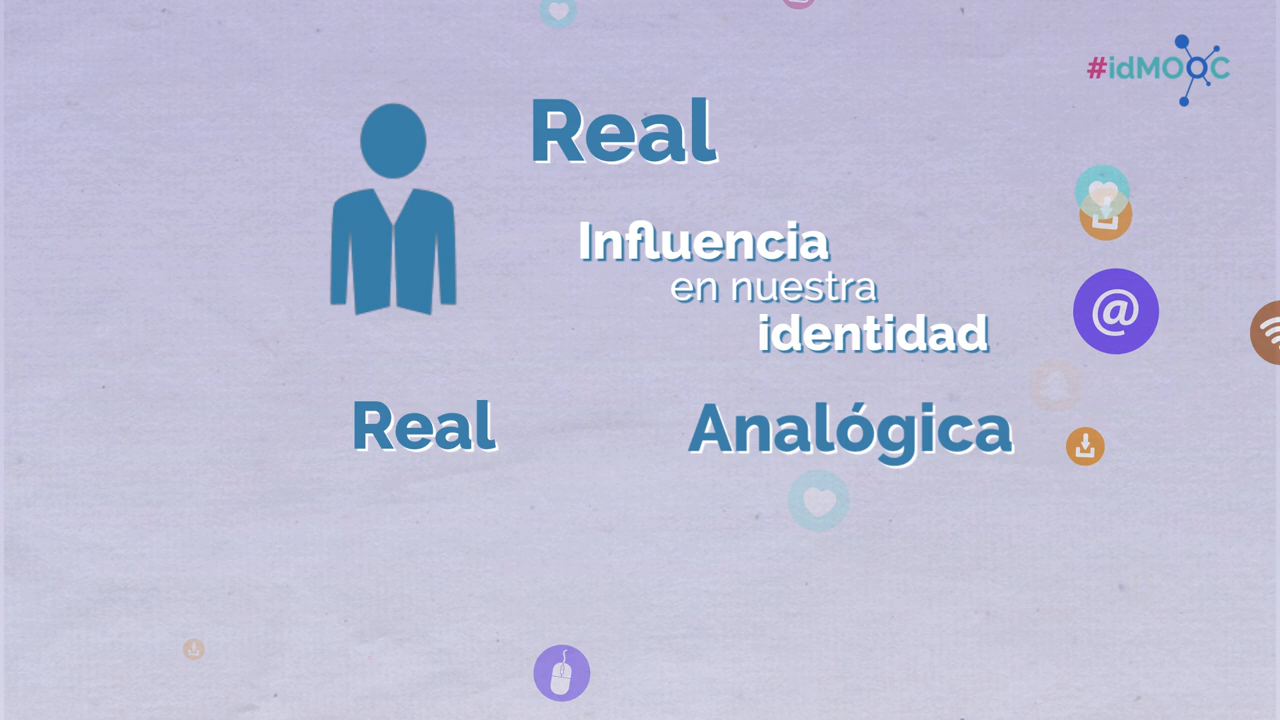 #idMOOC
Real
Influencia
en nuestra
identidad
Real
Analógica
@